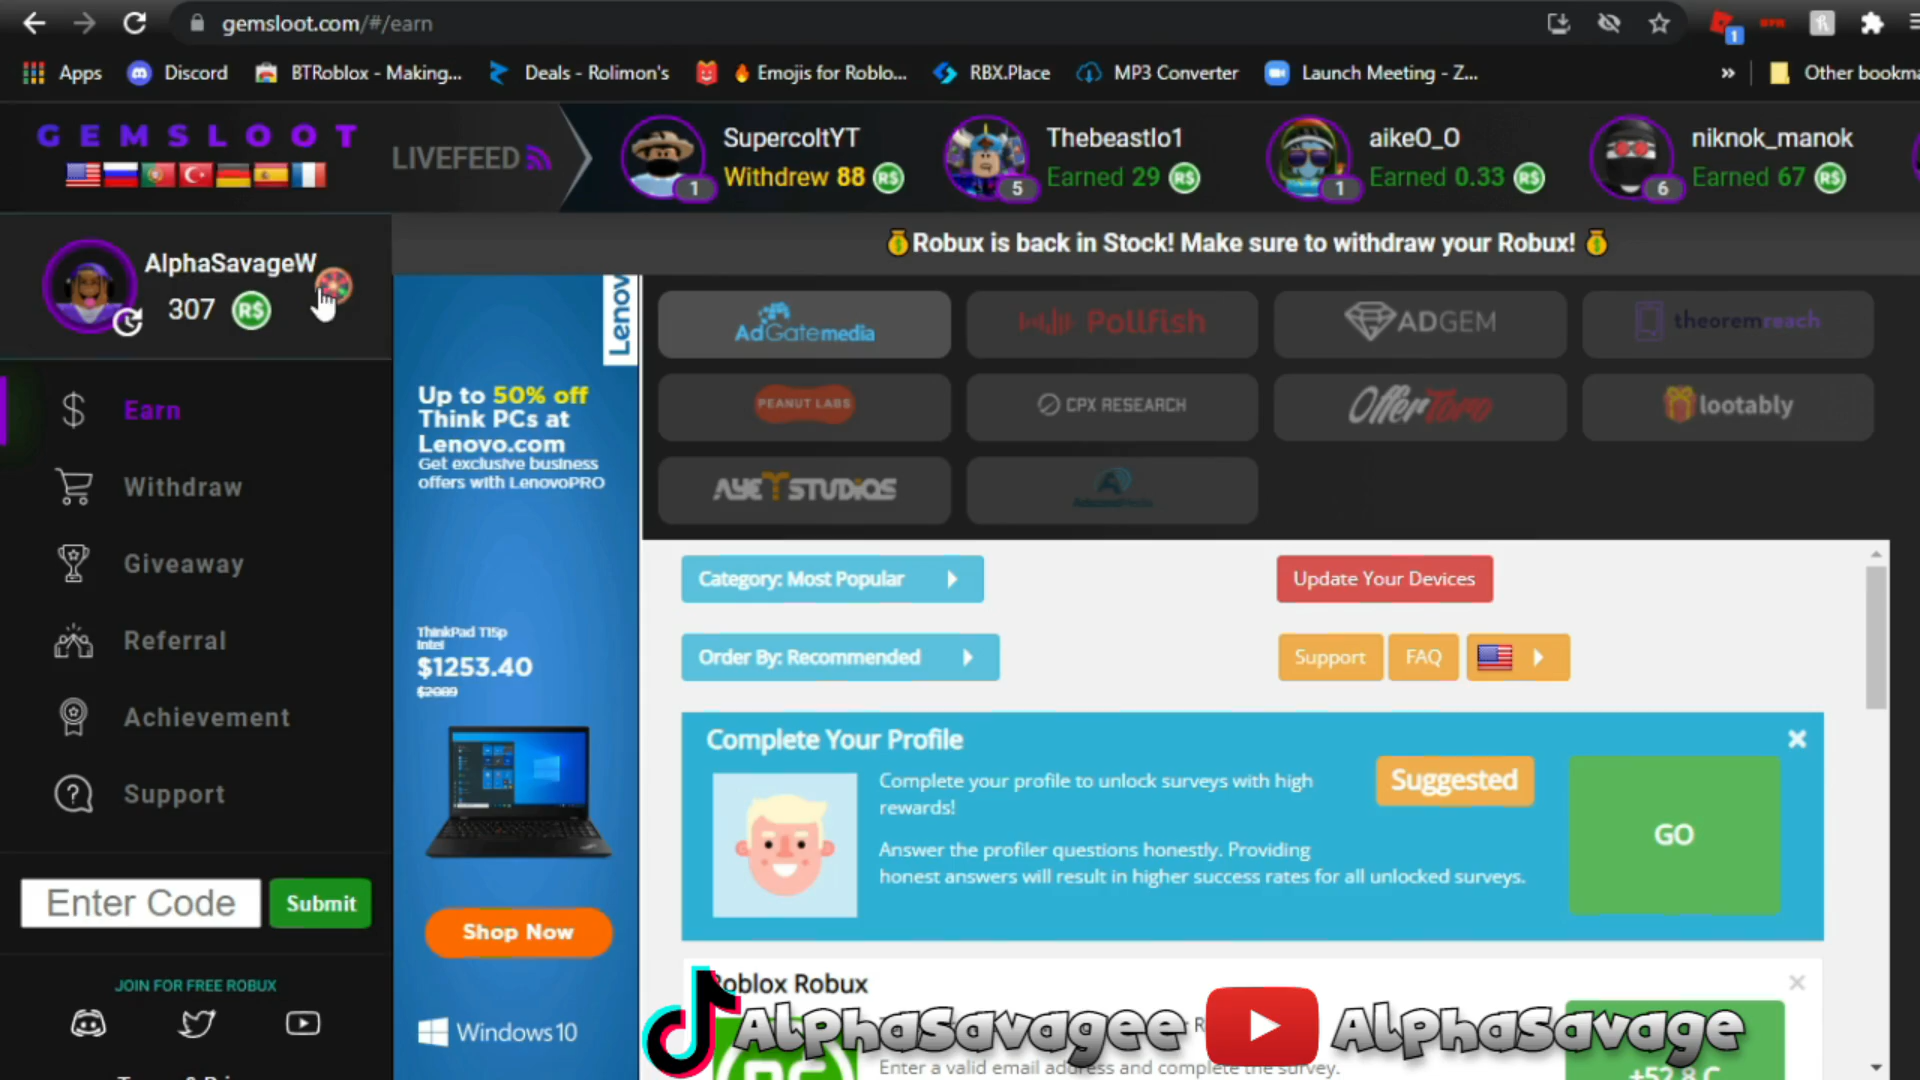 gemsloot.com/#/earn
1
Apps
Discord
BTRoblox - Making...
Deals - Rolimon's
Emojis for Roblo...
RBX.Place
MP3 Converter
Launch Meeting - Z...
»
Other bookma
GEMSLOOT
LIVEFEED
SupercoltYT
Withdrew 88 R$
1
Thebeastlo1
Earned 29 R$
5
aikeO_O
Earned 0.33 R$
1
niknok_manok
Earned 67 R$
6
AlphaSavageW
307 R$
💰Robux is back in Stock! Make sure to withdraw your Robux! 💰
Earn
Withdraw
Giveaway
Referral
Achievement
Support
Enter Code
Submit
JOIN FOR FREE ROBUX
Lenov
Up to 50% off
Think PCs at
Lenovo.com
Get exclusive business
offers with LenovoPRO
ThinkPad T15p
Intel
$1253.40
$2089
Shop Now
Windows 10
AdGatemedia
Pollfish
ADGEM
theoremreach
PEANUT LABS
CPX RESEARCH
OfferToro
lootably
AYET STUDIOS
Category: Most Popular
Update Your Devices
Order By: Recommended
Support
FAQ
Complete Your Profile
Complete your profile to unlock surveys with high
rewards!
Answer the profiler questions honestly. Providing
honest answers will result in higher success rates for all unlocked surveys.
Suggested
GO
Roblox Robux
Enter a valid email address and complete the survey.
+52.8 C
AlphaSavagee
AlphaSavage